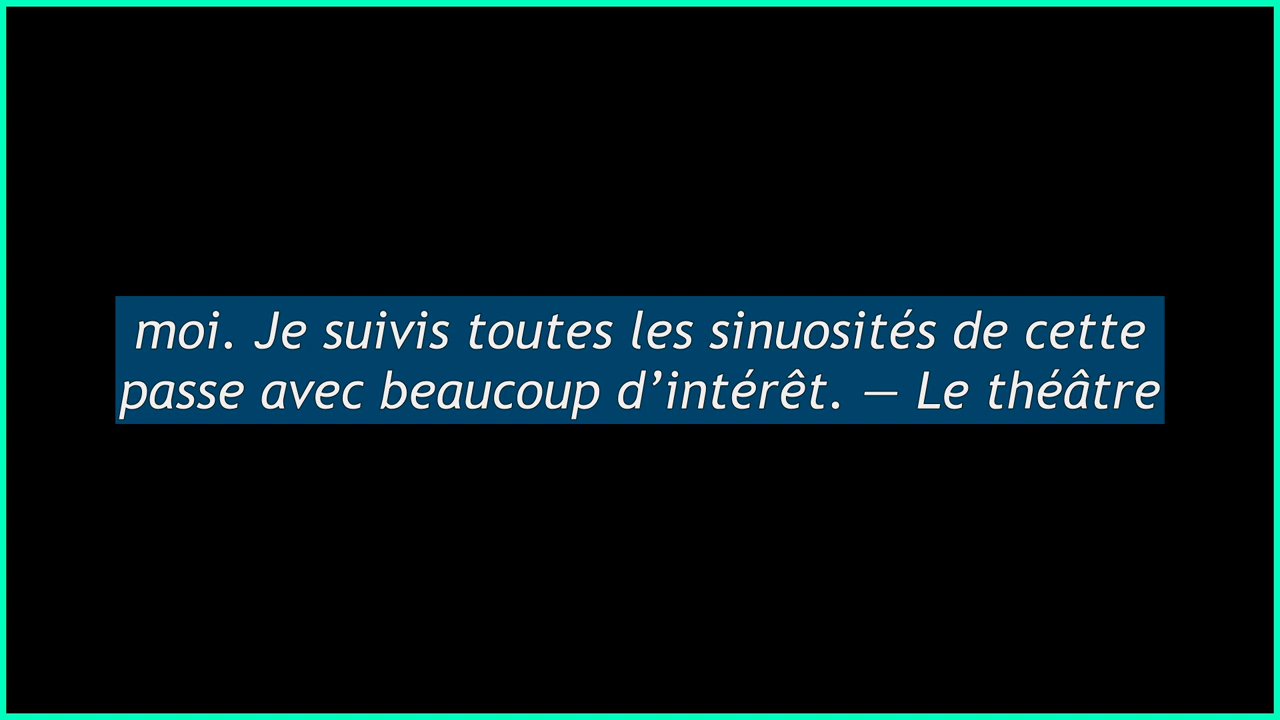 moi. Je suivis toutes les sinuosités de cette
passe avec beaucoup d’intérêt. — Le théâtre